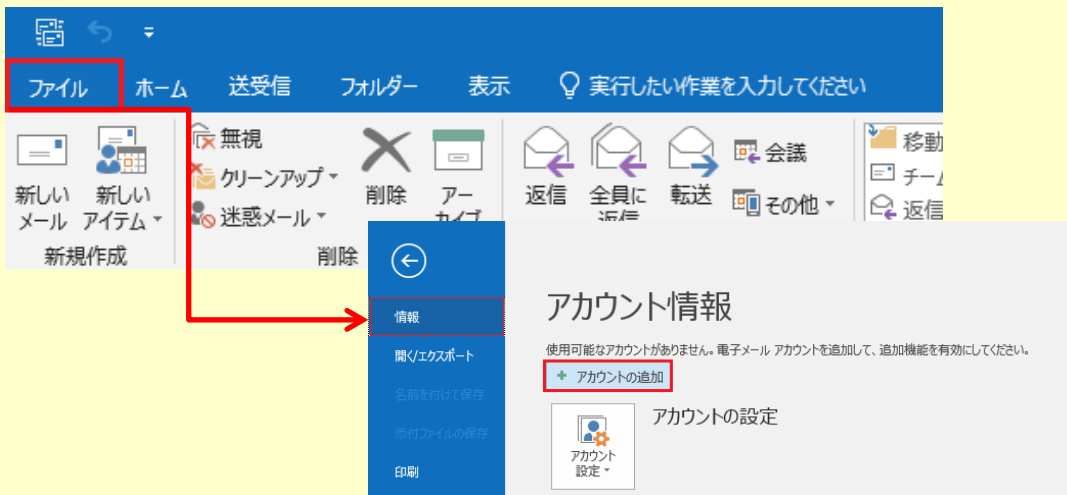 ファイル ホーム 送受信 フォルダー 表示 実行したい作業を入力してください
無視
クリーンアップ
迷惑メール
新しい
メール
新しい
アイテム
新規作成
削除
アー
カイブ
削除
返信
全員に
返信
転送
会議
その他
移動
チーム
返信
情報
開く/エクスポート
名前を付けて保存
添付ファイルの保存
印刷
アカウント情報
使用可能なアカウントがありません。電子メール アカウントを追加して、追加機能を有効にしてください。
+ アカウントの追加
アカウント
設定
アカウントの設定